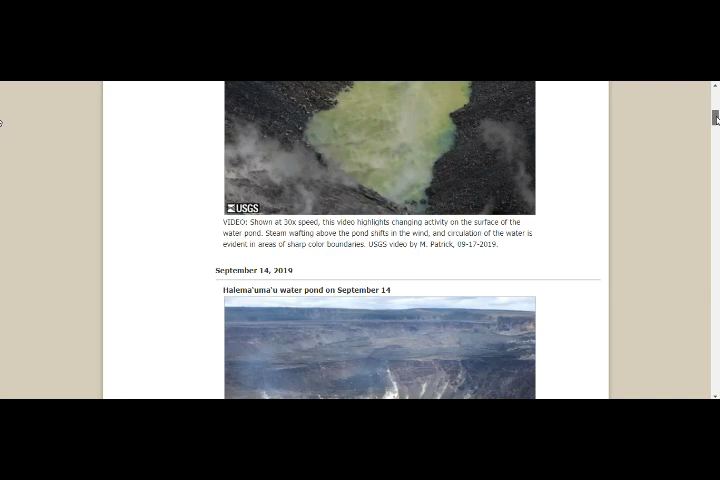 USGS
VIDEO: Shown at 30x speed, this video highlights changing activity on the surface of the
water pond. Steam wafting above the pond shifts in the wind, and circulation of the water is
evident in areas of sharp color boundaries. USGS video by M. Patrick, 09-17-2019.
September 14, 2019
Halema'uma'u water pond on September 14